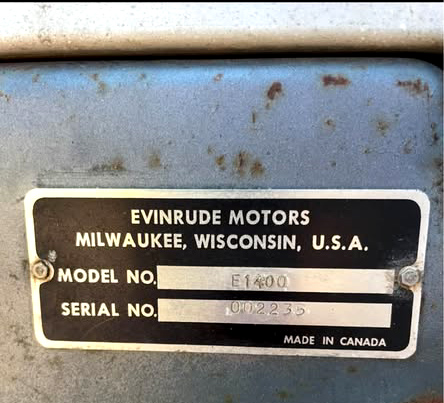 EVINRUDE MOTORS
MILWAUKEE, WISCONSIN, U.S.A.
MODEL NO. E1400
SERIAL NO. 002235
MADE IN CANADA